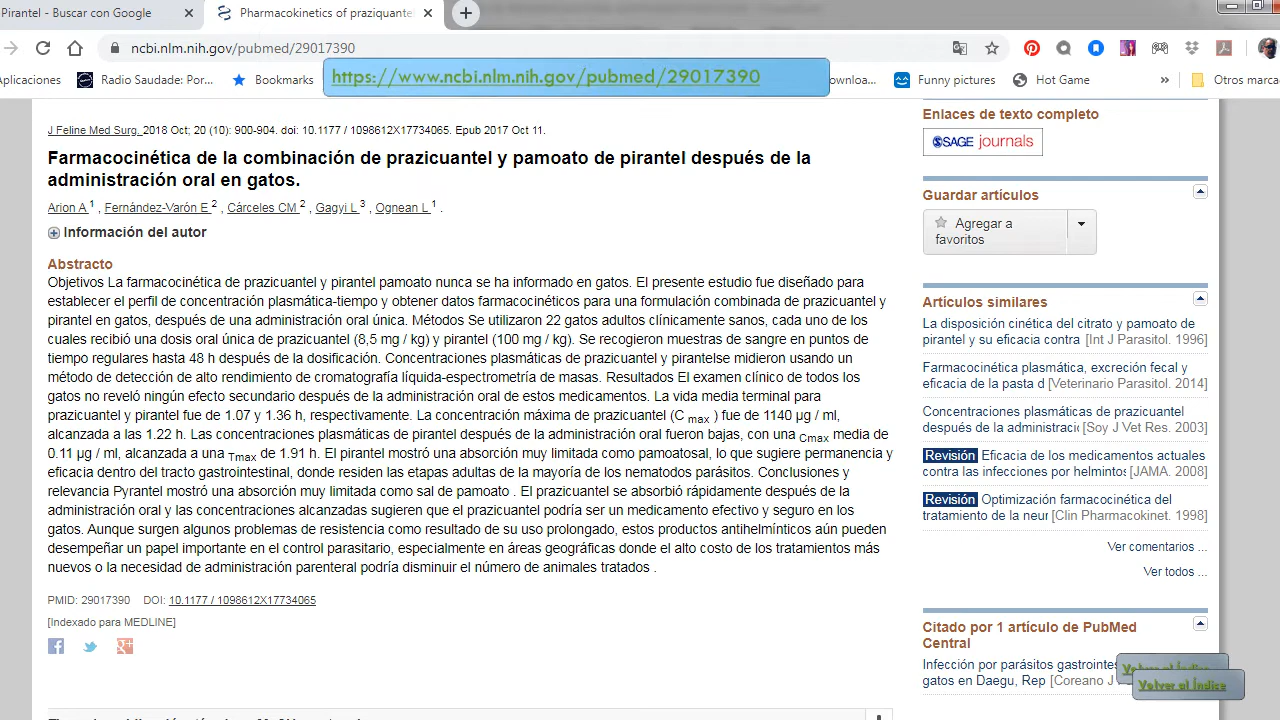 Pirantel - Buscar con Google
Pharmacokinetics of praziquante
ncbi.nlm.nih.gov/pubmed/29017390
plicaciones
Radio Saudade: Por...
Bookmarks
https://www.ncbi.nlm.nih.gov/pubmed/29017390
ownloa...
Funny pictures
Hot Game
»
Otros marca
J Feline Med Surg. 2018 Oct; 20 (10): 900-904. doi: 10.1177 / 1098612X17734065. Epub 2017 Oct 11.
Farmacocinética de la combinación de prazicuantel y pamoato de pirantel después de la
administración oral en gatos.
Arion A 1 , Fernández-Varón E 2 , Cárceles CM 2 , Gagyi L 3 , Ognean L 1 .
Información del autor
Abstracto
Objetivos La farmacocinética de prazicuantel y pirantel pamoato nunca se ha informado en gatos. El presente estudio fue diseñado para
establecer el perfil de concentración plasmática-tiempo y obtener datos farmacocinéticos para una formulación combinada de prazicuantel y
pirantel en gatos, después de una administración oral única. Métodos Se utilizaron 22 gatos adultos clínicamente sanos, cada uno de los
cuales recibió una dosis oral única de prazicuantel (8,5 mg / kg) y pirantel (100 mg / kg). Se recogieron muestras de sangre en puntos de
tiempo regulares hasta 48 h después de la dosificación. Concentraciones plasmáticas de prazicuantel y pirantelse midieron usando un
método de detección de alto rendimiento de cromatografía líquida-espectrometría de masas. Resultados El examen clínico de todos los
gatos no reveló ningún efecto secundario después de la administración oral de estos medicamentos. La vida media terminal para
prazicuantel y pirantel fue de 1.07 y 1.36 h, respectivamente. La concentración máxima de prazicuantel (C max ) fue de 1140 μg / ml,
alcanzada a las 1.22 h. Las concentraciones plasmáticas de pirantel después de la administración oral fueron bajas, con una Cmax media de
0.11 μg / ml, alcanzada a una Tmax de 1.91 h. El pirantel mostró una absorción muy limitada como pamoatosal, lo que sugiere permanencia y
eficacia dentro del tracto gastrointestinal, donde residen las etapas adultas de la mayoría de los nematodos parásitos. Conclusiones y
relevancia Pyrantel mostró una absorción muy limitada como sal de pamoato . El prazicuantel se absorbió rápidamente después de la
administración oral y las concentraciones alcanzadas sugieren que el prazicuantel podría ser un medicamento efectivo y seguro en los
gatos. Aunque surgen algunos problemas de resistencia como resultado de su uso prolongado, estos productos antihelmínticos aún pueden
desempeñar un papel importante en el control parasitario, especialmente en áreas geográficas donde el alto costo de los tratamientos más
nuevos o la necesidad de administración parenteral podría disminuir el número de animales tratados .
PMID: 29017390 DOI: 10.1177 / 1098612X17734065
[Indexado para MEDLINE]
Enlaces de texto completo
SAGE journals
Guardar artículos
Agregar a
favoritos
Artículos similares
La disposición cinética del citrato y pamoato de
pirantel y su eficacia contra [Int J Parasitol. 1996]
Farmacocinética plasmática, excreción fecal y
eficacia de la pasta d [Veterinario Parasitol. 2014]
Concentraciones plasmáticas de prazicuantel
después de la administració [Soy J Vet Res. 2003]
Revisión Eficacia de los medicamentos actuales
contra las infecciones por helmintos [JAMA. 2008]
Revisión Optimización farmacocinética del
tratamiento de la neur [Clin Pharmacokinet. 1998]
Ver comentarios ...
Ver todos ...
Citado por 1 artículo de PubMed
Central
Infección por parásitos gastrointes
gatos en Daegu, Rep [Coreano J
Volver al Índice
Volver al Índice